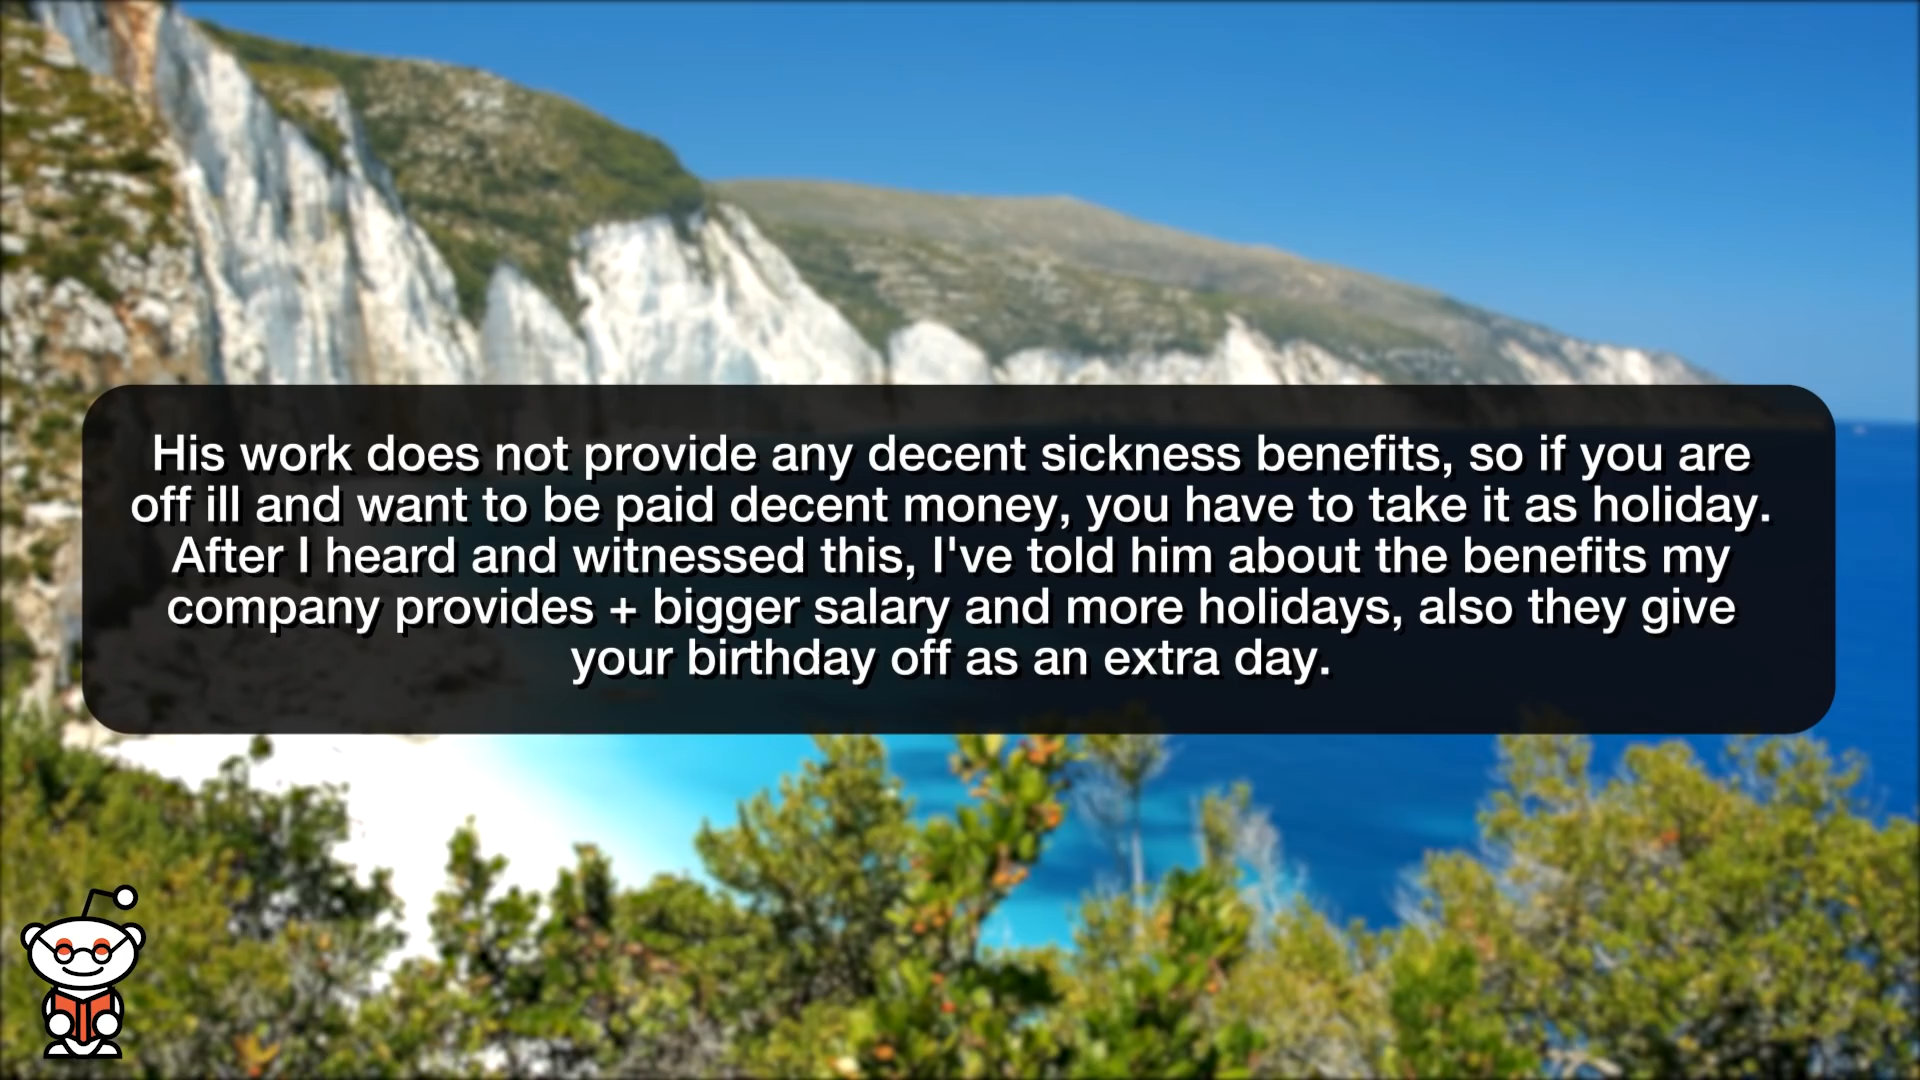 His work does not provide any decent sickness benefits, so if you are
off ill and want to be paid decent money, you have to take it as holiday.
After I heard and witnessed this, I've told him about the benefits my
company provides + bigger salary and more holidays, also they give
your birthday off as an extra day.